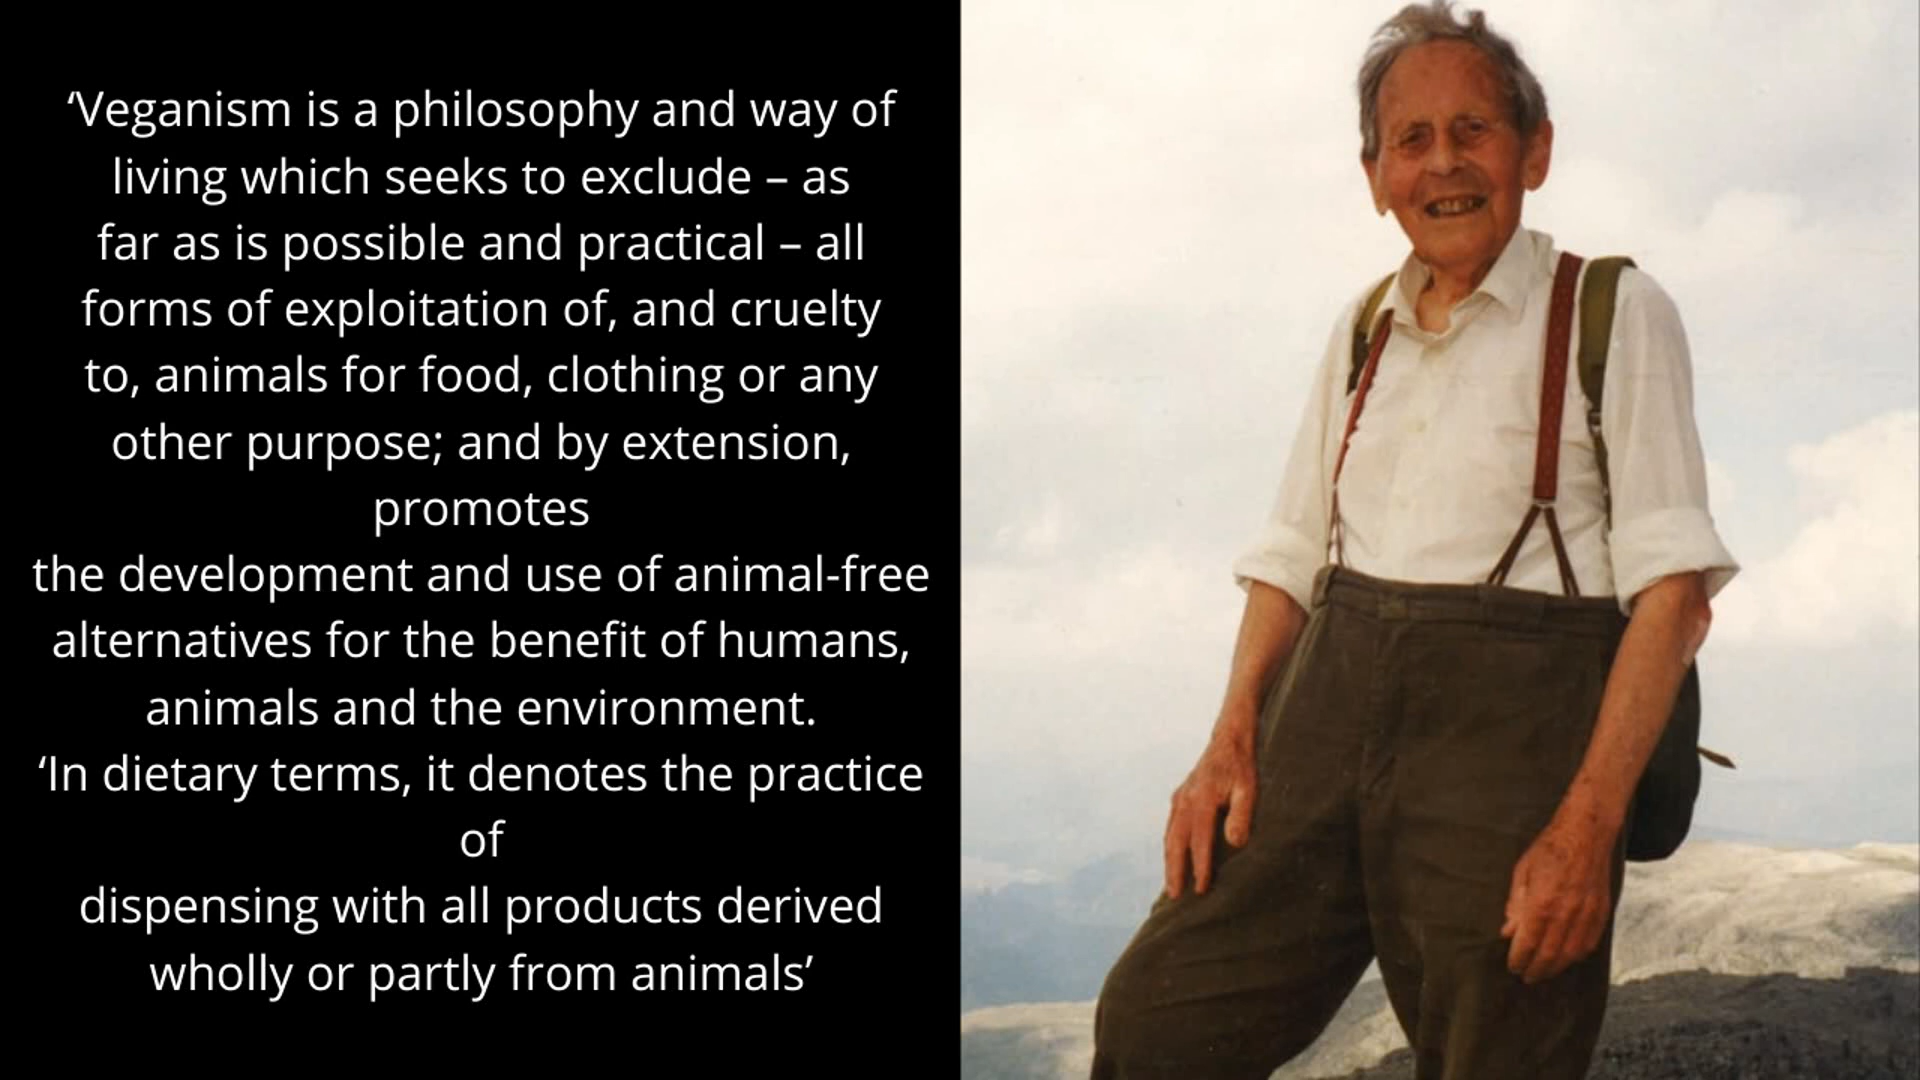 ‘Veganism is a philosophy and way of
living which seeks to exclude – as
far as is possible and practical – all
forms of exploitation of, and cruelty
to, animals for food, clothing or any
other purpose; and by extension,
promotes
the development and use of animal-free
alternatives for the benefit of humans,
animals and the environment.
‘In dietary terms, it denotes the practice
of
dispensing with all products derived
wholly or partly from animals’